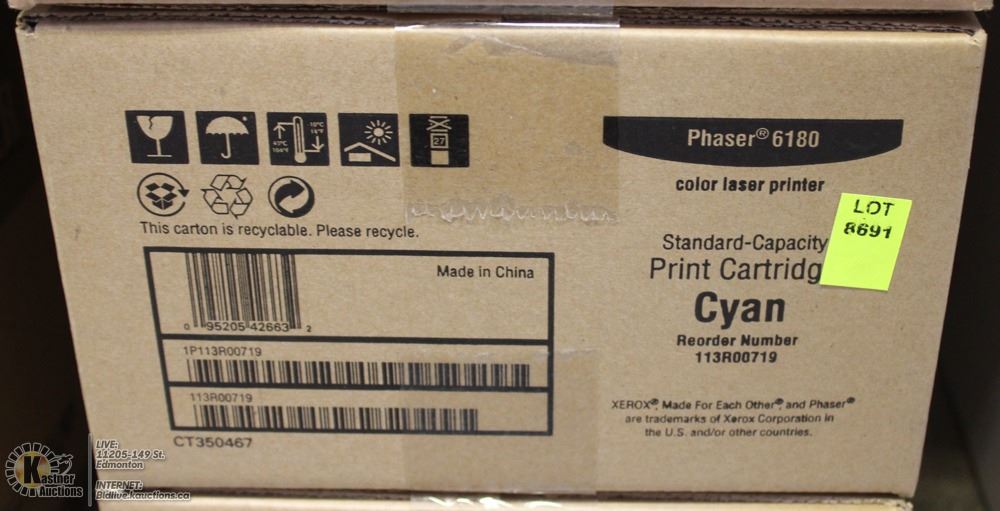 Phaser® 6180
color laser printer
LOT
8691
Standard-Capacity
Print Cartridg
Cyan
Reorder Number
113R00719
XEROX®, Made For Each Other®, and Phaser®
are trademarks of Xerox Corporation in
the U.S. and/or other countries.
27
This carton is recyclable. Please recycle.
Made in China
0 95205 42663 2
1P113R00719
113R00719
CT350467
Kastner
Auctions
LIVE:
11205-149 St.
Edmonton
INTERNET:
Bidlive.kauctions.ca